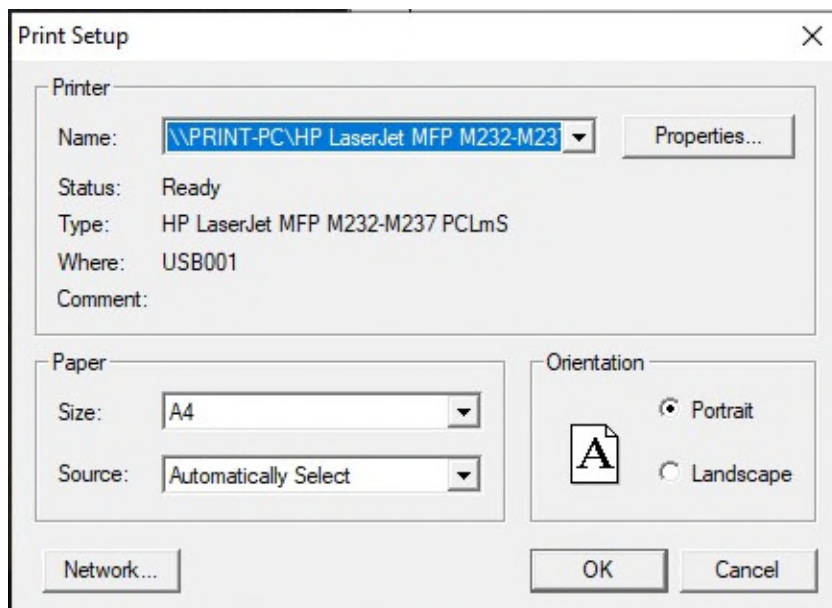 Print Setup
Printer
Name: \\PRINT-PC\HP LaserJet MFP M232-M237 Properties...
Status: Ready
Type: HP LaserJet MFP M232-M237 PCLmS
Where: USB001
Comment:
Paper
Size: A4
Source: Automatically Select
Orientation
A
Portrait
Landscape
Network... OK Cancel